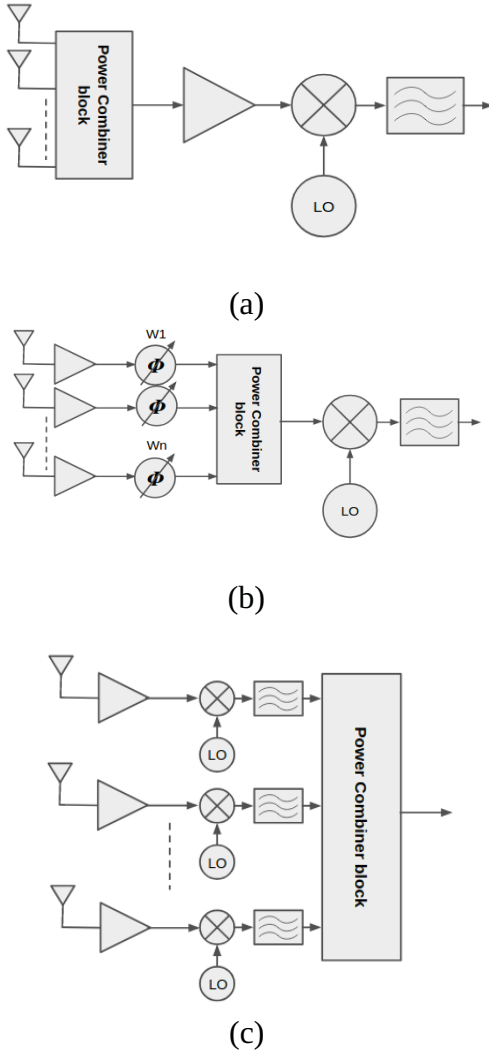 Power Combiner
block
LO
(a)
W1
Φ
Φ
Wn
Φ
Power Combiner
block
LO
(b)
LO
LO
LO
Power Combiner block
(c)